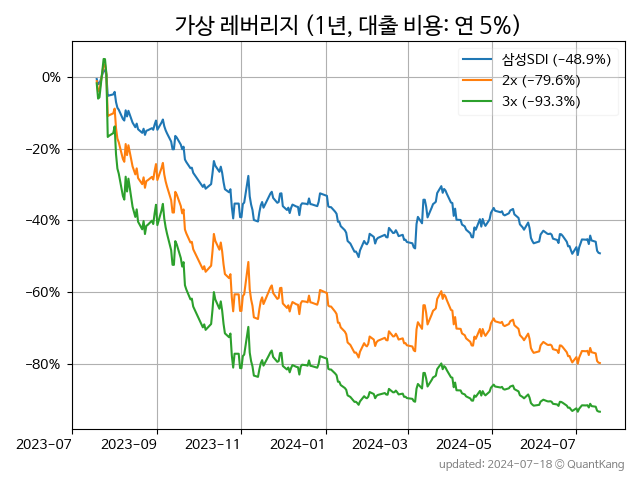 가상 레버리지 (1년, 대출 비용: 연 5%)
삼성SDI (−48.9%)
2x (−79.6%)
3x (−93.3%)
0%
−20%
−40%
−60%
−80%
2023-07 2023-09 2023-11 2024-01 2024-03 2024-05 2024-07
updated: 2024-07-18 © QuantKang